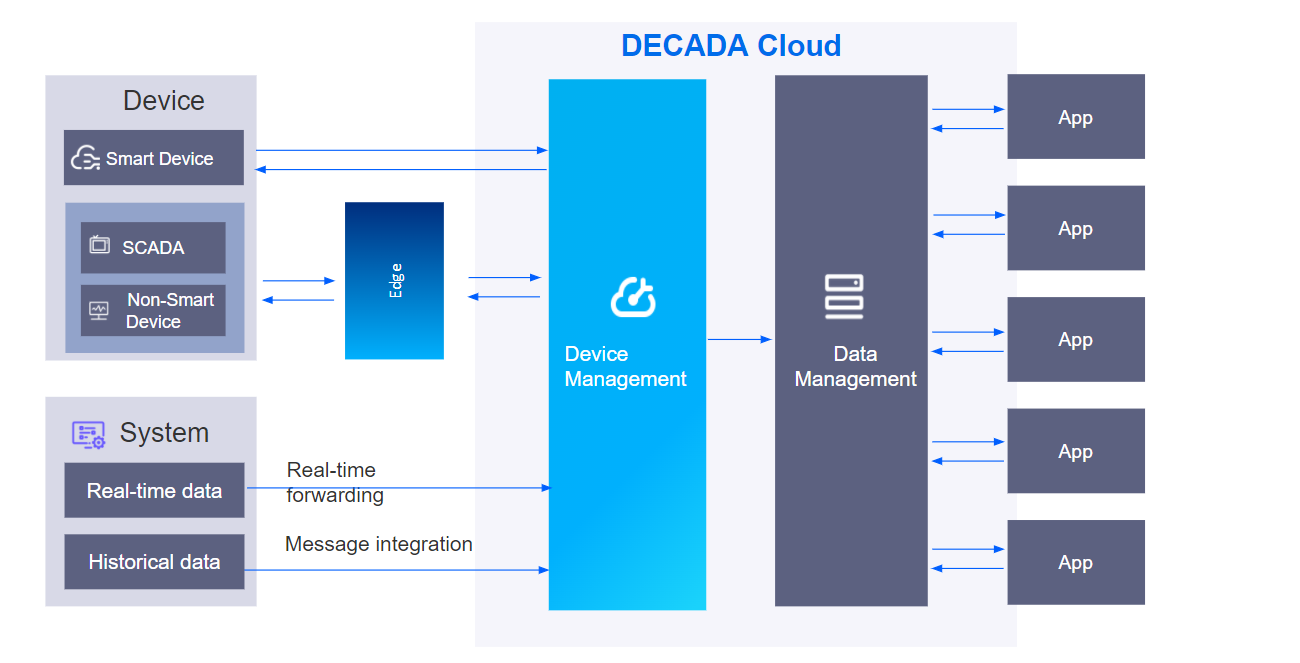 DECADA Cloud
Device
Smart Device
SCADA
Non-Smart
Device
Edge
System
Real-time data
Historical data
Real-time
forwarding
Message integration
Device
Management
Data
Management
App
App
App
App
App